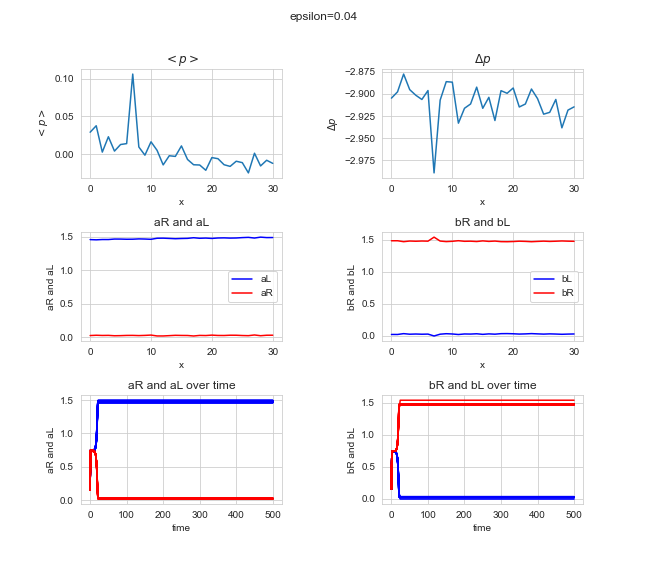 epsilon=0.04
< p >
Δp
0.10
0.05
0.00
< p >
0 10 20 30
x
−2.875
−2.900
−2.925
−2.950
−2.975
Δp
0 10 20 30
x
aR and aL
bR and bL
1.5
1.0
0.5
0.0
aR and aL
aL
aR
0 10 20 30
x
1.5
1.0
0.5
0.0
bR and bL
bL
bR
0 10 20 30
x
aR and aL over time
bR and bL over time
1.5
1.0
0.5
0.0
aR and aL
0 100 200 300 400 500
time
1.5
1.0
0.5
0.0
bR and bL
0 100 200 300 400 500
time